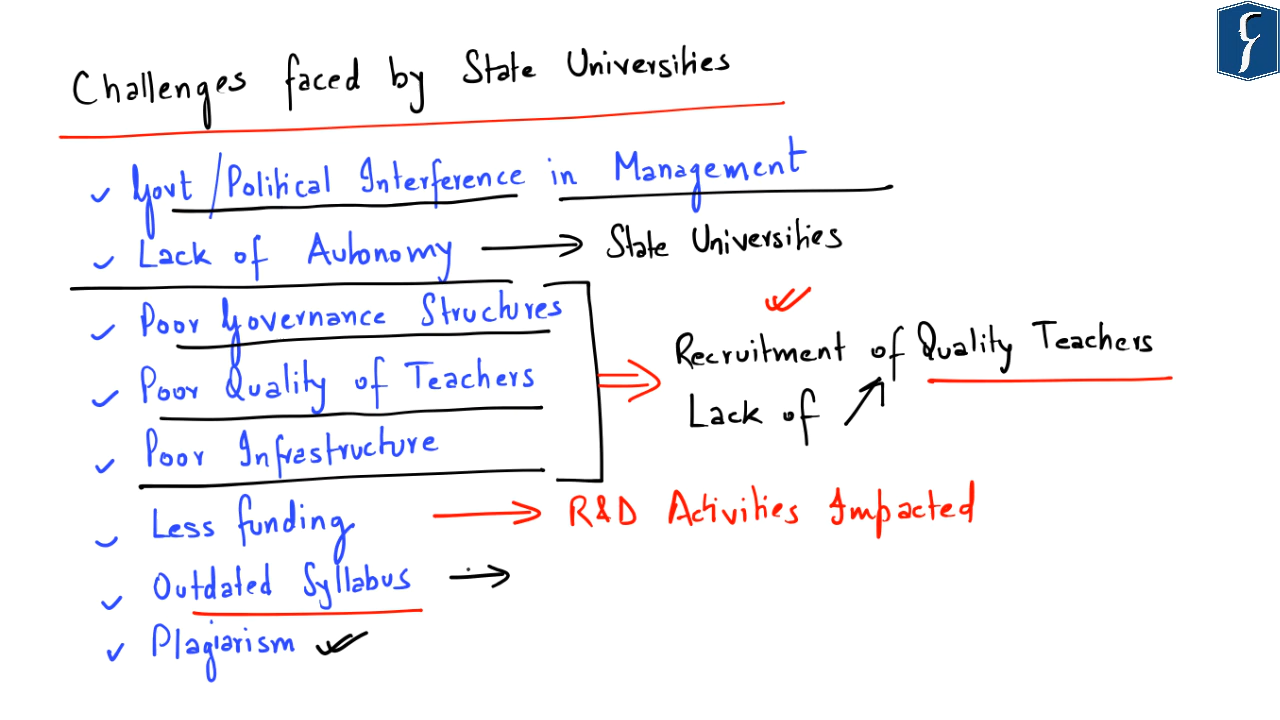 Challenges faced by State Universities
Govt/Political Interference in Management
Lack of Autonomy → State Universities
Poor Governance Structures
Poor Quality of Teachers
Poor Infrastructure
Recruitment of Quality Teachers
Lack of
Less funding → R&D Activities Impacted
Outdated Syllabus →
Plagiarism